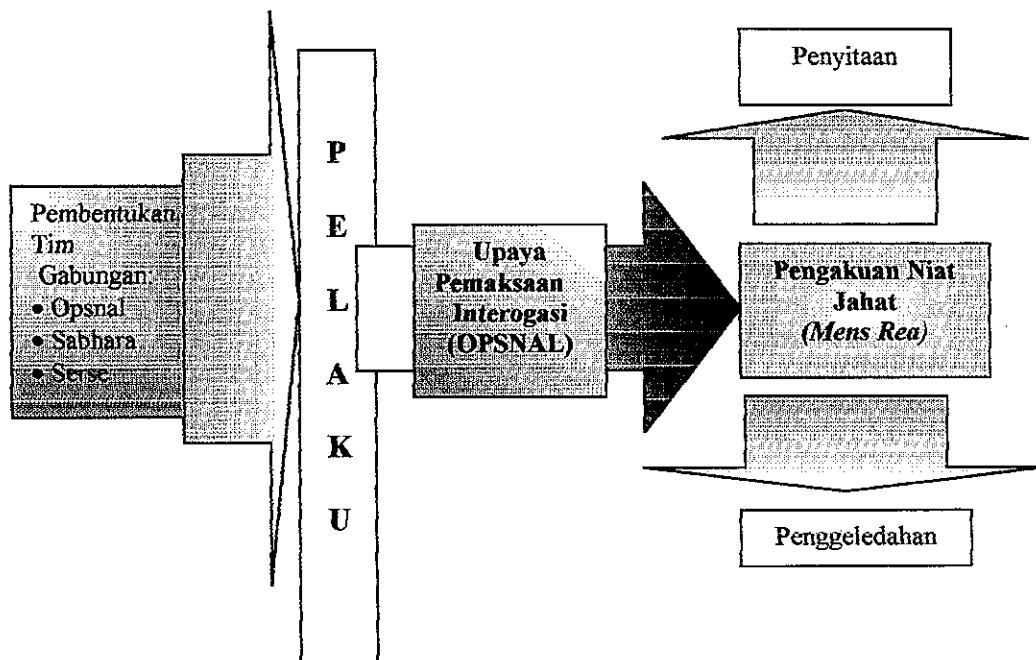 Pembentukan
Tim
Gabungan:
• Opsnal
• Sabhara
• Serse
P
E
L
A
K
U
Upaya
Pemaksaan
Interogasi
(OPSNAL)
Penyitaan
Pengakuan Niat
Jahat
(Mens Rea)
Penggeledahan